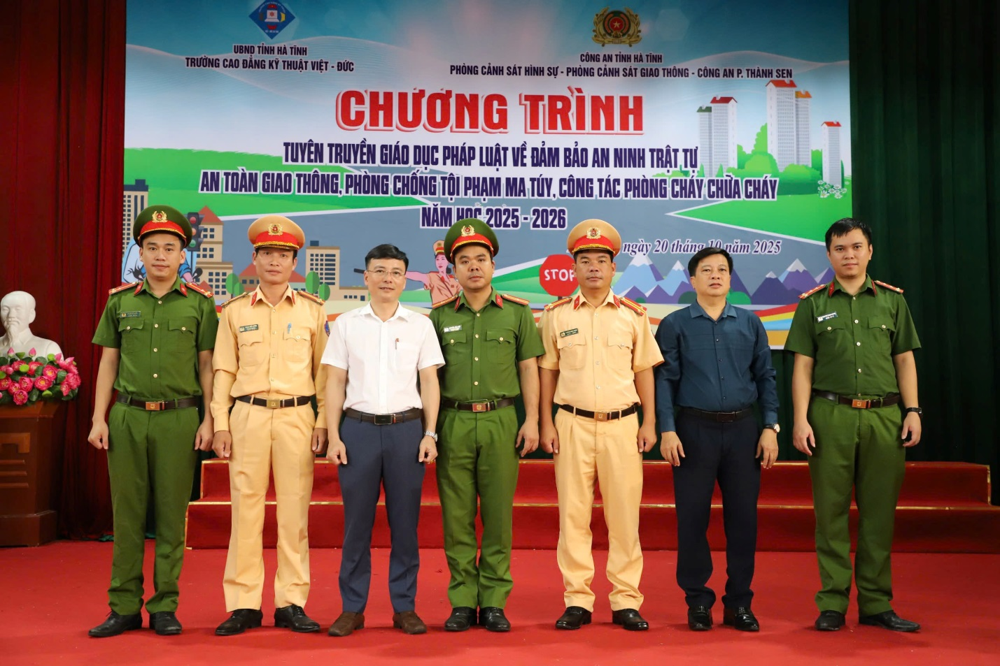 UBND TỈNH HÀ TĨNH
TRƯỜNG CAO ĐẲNG KỸ THUẬT VIỆT - ĐỨC
CÔNG AN TỈNH HÀ TĨNH
PHÒNG CẢNH SÁT HÌNH SỰ - PHÒNG CẢNH SÁT GIAO THÔNG - CÔNG AN P. THÀNH SEN
CHƯƠNG TRÌNH
TUYÊN TRUYỀN GIÁO DỤC PHÁP LUẬT VỀ ĐẢM BẢO AN NINH TRẬT TỰ
AN TOÀN GIAO THÔNG, PHÒNG CHỐNG TỘI PHẠM MA TÚY, CÔNG TÁC PHÒNG CHÁY CHỮA CHÁY
NĂM HỌC 2025 - 2026
ngày 20 tháng 10 năm 2025
STOP